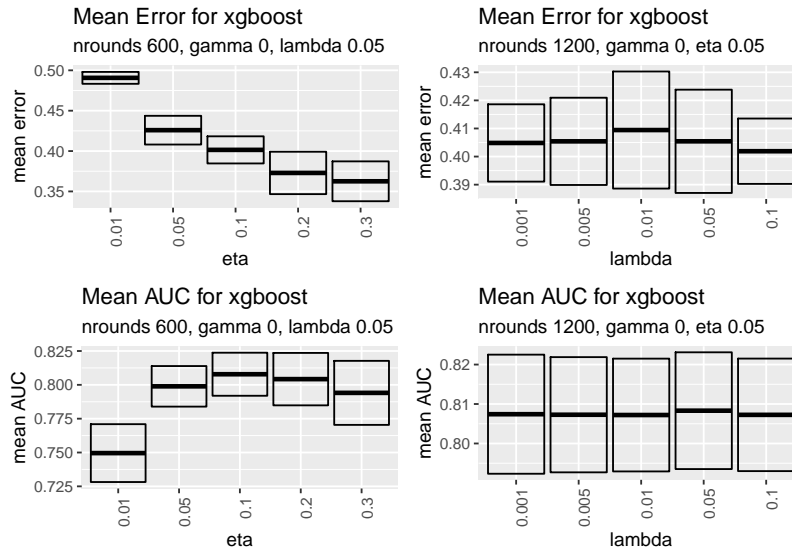 Mean Error for xgboost
nrounds 600, gamma 0, lambda 0.05
mean error
0.50
0.45
0.40
0.35
0.01
0.05
0.1
0.2
0.3
eta
Mean Error for xgboost
nrounds 1200, gamma 0, eta 0.05
mean error
0.43
0.42
0.41
0.40
0.39
0.001
0.005
0.01
0.05
0.1
lambda
Mean AUC for xgboost
nrounds 600, gamma 0, lambda 0.05
mean AUC
0.825
0.800
0.775
0.750
0.725
0.01
0.05
0.1
0.2
0.3
eta
Mean AUC for xgboost
nrounds 1200, gamma 0, eta 0.05
mean AUC
0.82
0.81
0.80
0.001
0.005
0.01
0.05
0.1
lambda